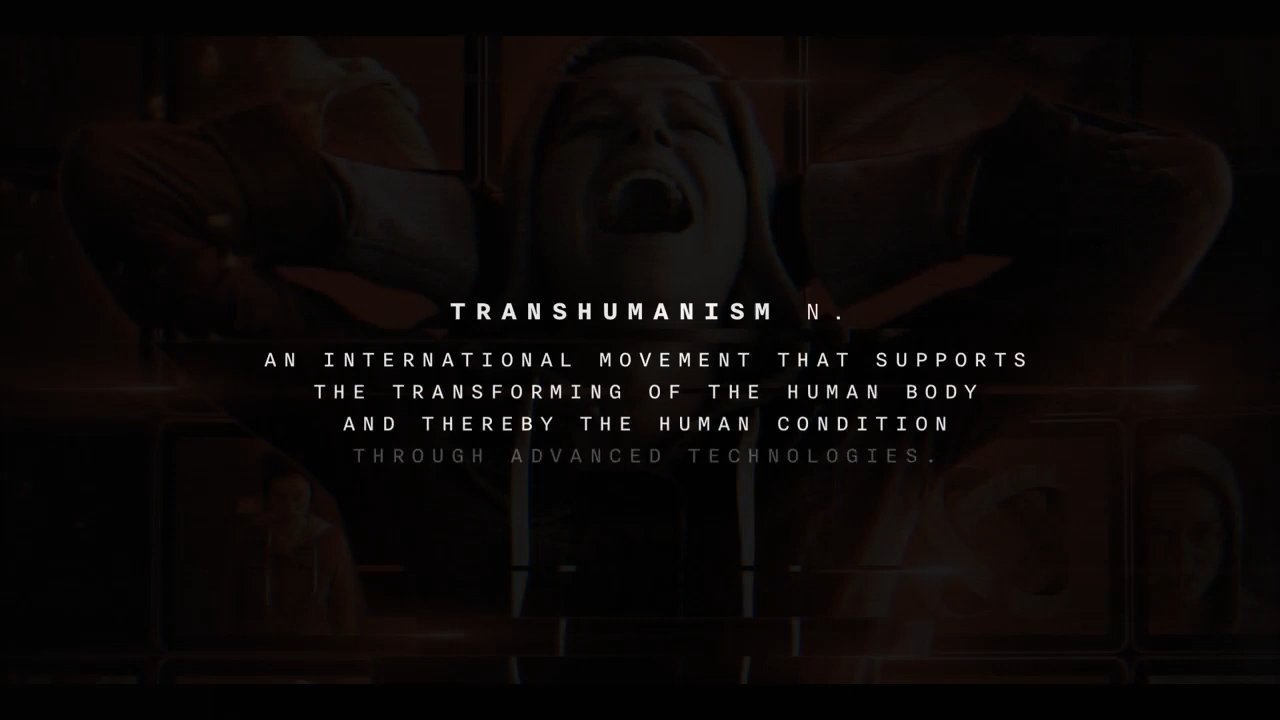 TRANSHUMANISM N.
AN INTERNATIONAL MOVEMENT THAT SUPPORTS
THE TRANSFORMING OF THE HUMAN BODY
AND THEREBY THE HUMAN CONDITION
THROUGH ADVANCED TECHNOLOGIES.